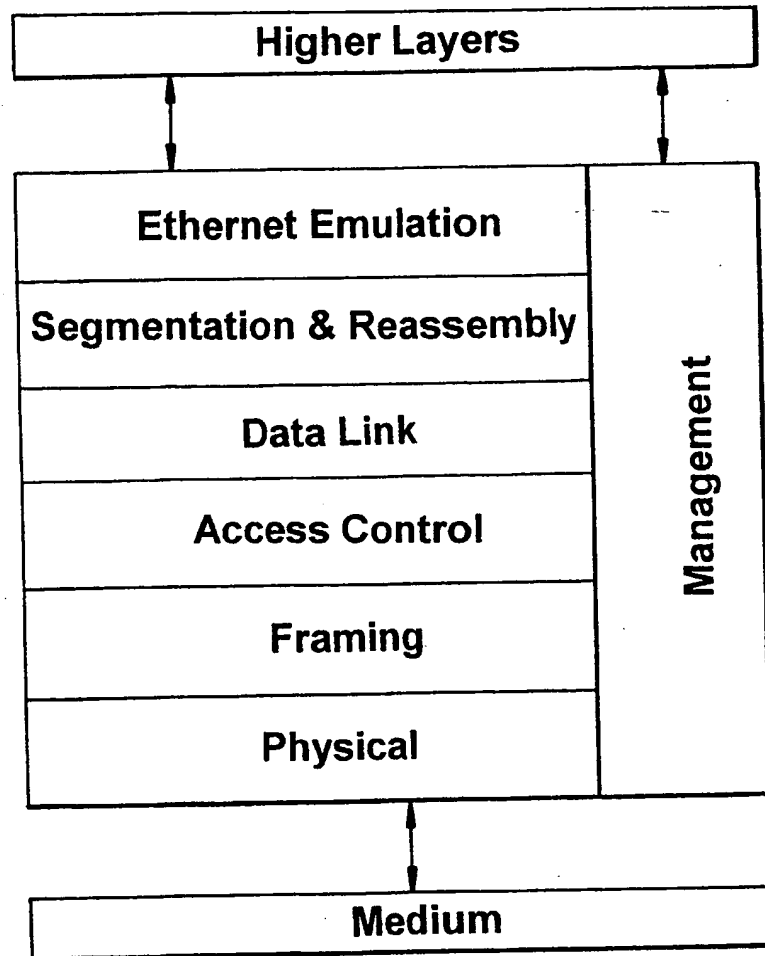 Higher Layers
Ethernet Emulation
Segmentation & Reassembly
Data Link
Access Control
Framing
Physical
Management
Medium